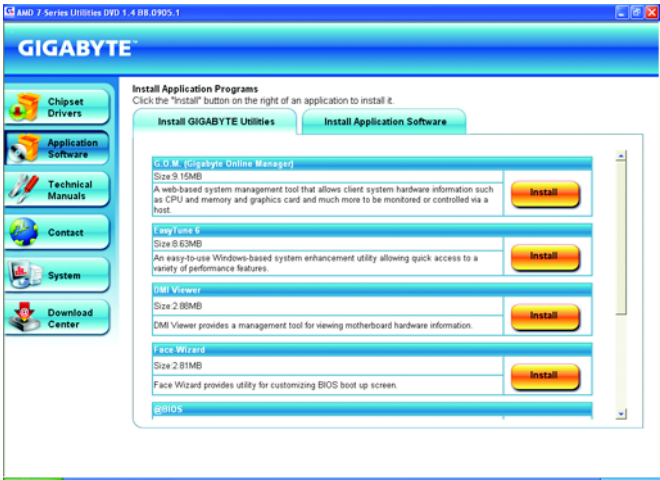 AMD 7-Series Utilities DVD 1.4 BB.0905.1
GIGABYTE™
Chipset
Drivers
Application
Software
Technical
Manuals
Contact
System
Download
Center
Install Application Programs
Click the "Install" button on the right of an application to install it.
Install GIGABYTE Utilities
Install Application Software
G.O.M. (Gigabyte Online Manager)
Size:9.15MB
A web-based system management tool that allows client system hardware information such
as CPU and memory and graphics card and much more to be monitored or controlled via a
host.
Install
EasyTune 6
Size:8.63MB
An easy-to-use Windows-based system enhancement utility allowing quick access to a
variety of performance features.
Install
DMI Viewer
Size:2.88MB
DMI Viewer provides a management tool for viewing motherboard hardware information.
Install
Face Wizard
Size:2.81MB
Face Wizard provides utility for customizing BIOS boot up screen.
Install
@BIOS